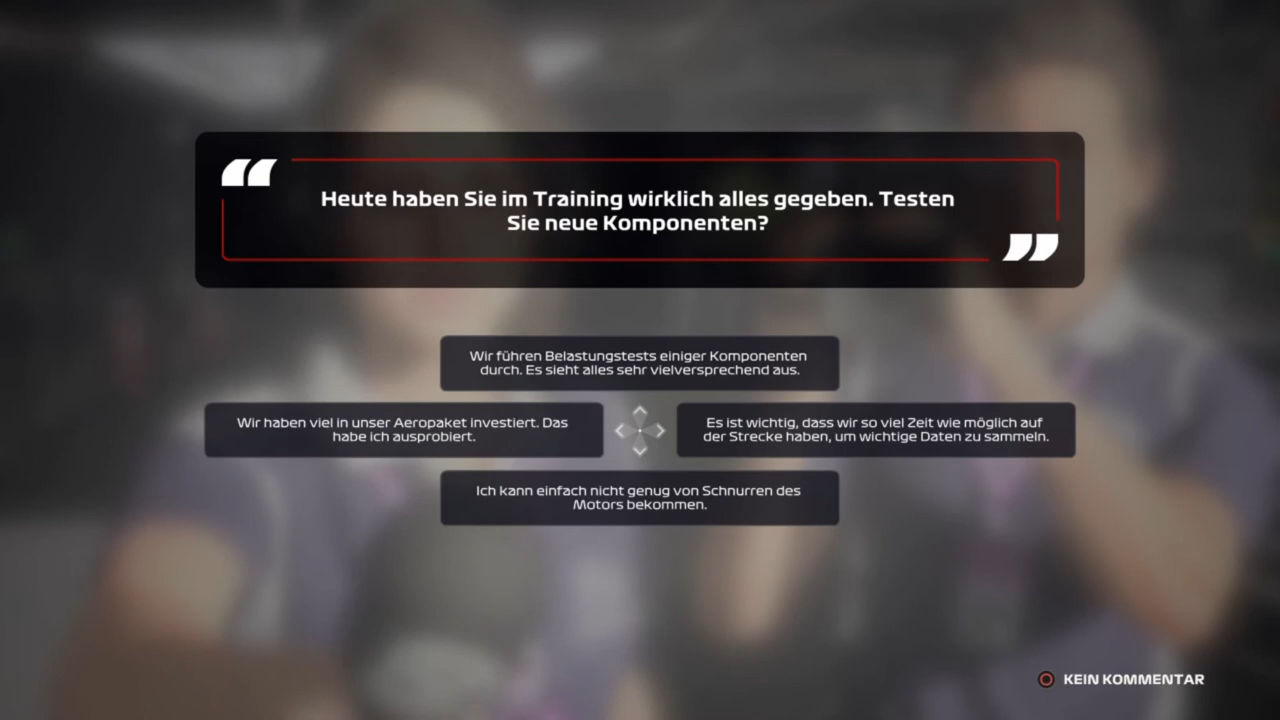 Heute haben Sie im Training wirklich alles gegeben. Testen
Sie neue Komponenten?
Wir führen Belastungstests einiger Komponenten
durch. Es sieht alles sehr vielversprechend aus.
Wir haben viel in unser Aeropaket investiert. Das
habe ich ausprobiert.
Es ist wichtig, dass wir so viel Zeit wie möglich auf
der Strecke haben, um wichtige Daten zu sammeln.
Ich kann einfach nicht genug von Schnurren des
Motors bekommen.
KEIN KOMMENTAR